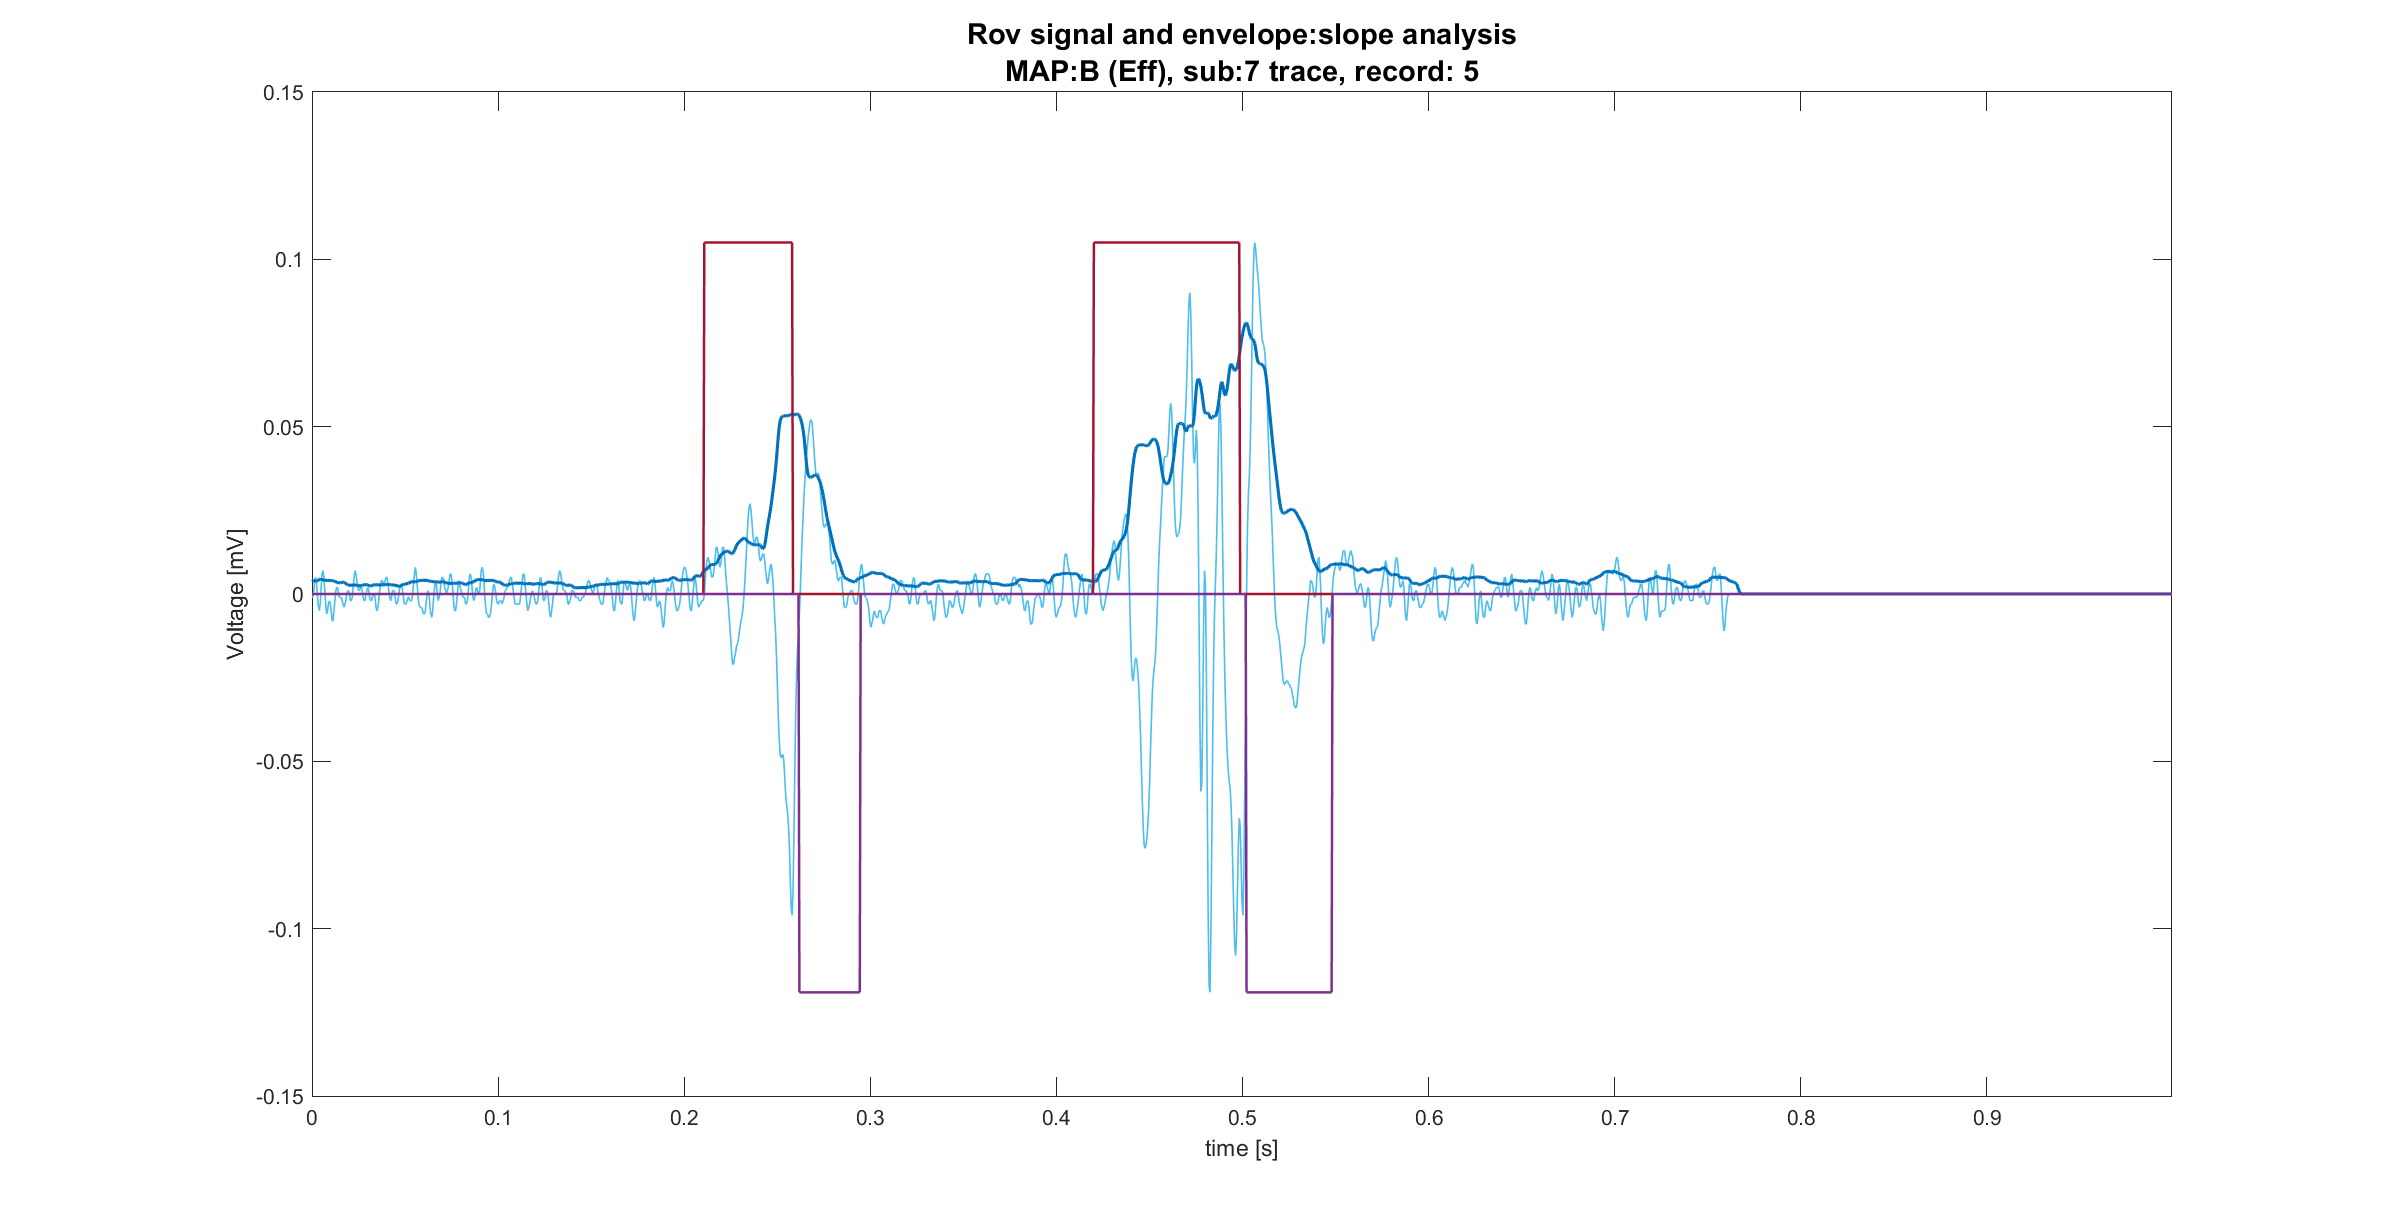 Rov signal and envelope:slope analysis
MAP:B (Eff), sub:7 trace, record: 5
0.15
0.1
0.05
0
-0.05
-0.1
-0.15
Voltage [mV]
0 0.1 0.2 0.3 0.4 0.5 0.6 0.7 0.8 0.9
time [s]